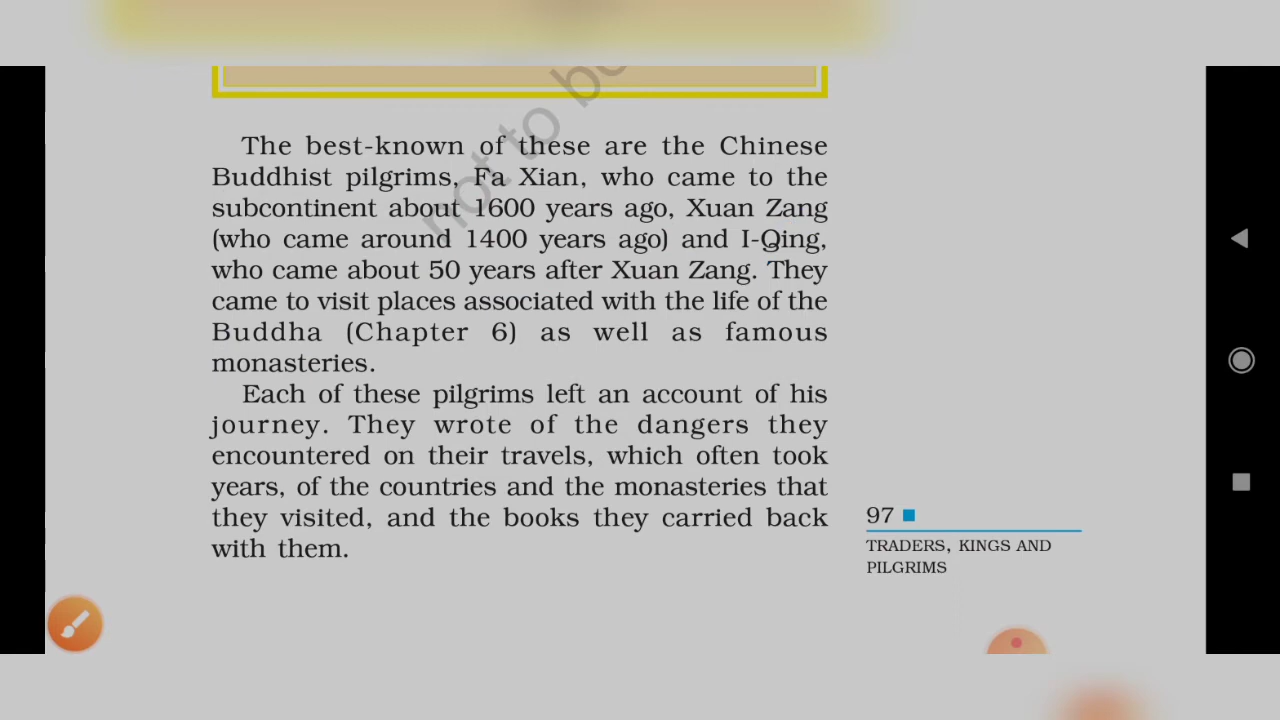 not to be
The best-known of these are the Chinese
Buddhist pilgrims, Fa Xian, who came to the
subcontinent about 1600 years ago, Xuan Zang
(who came around 1400 years ago) and I-Qing,
who came about 50 years after Xuan Zang. They
came to visit places associated with the life of the
Buddha (Chapter 6) as well as famous
monasteries.
Each of these pilgrims left an account of his
journey. They wrote of the dangers they
encountered on their travels, which often took
years, of the countries and the monasteries that
they visited, and the books they carried back
with them.
97
TRADERS, KINGS AND
PILGRIMS